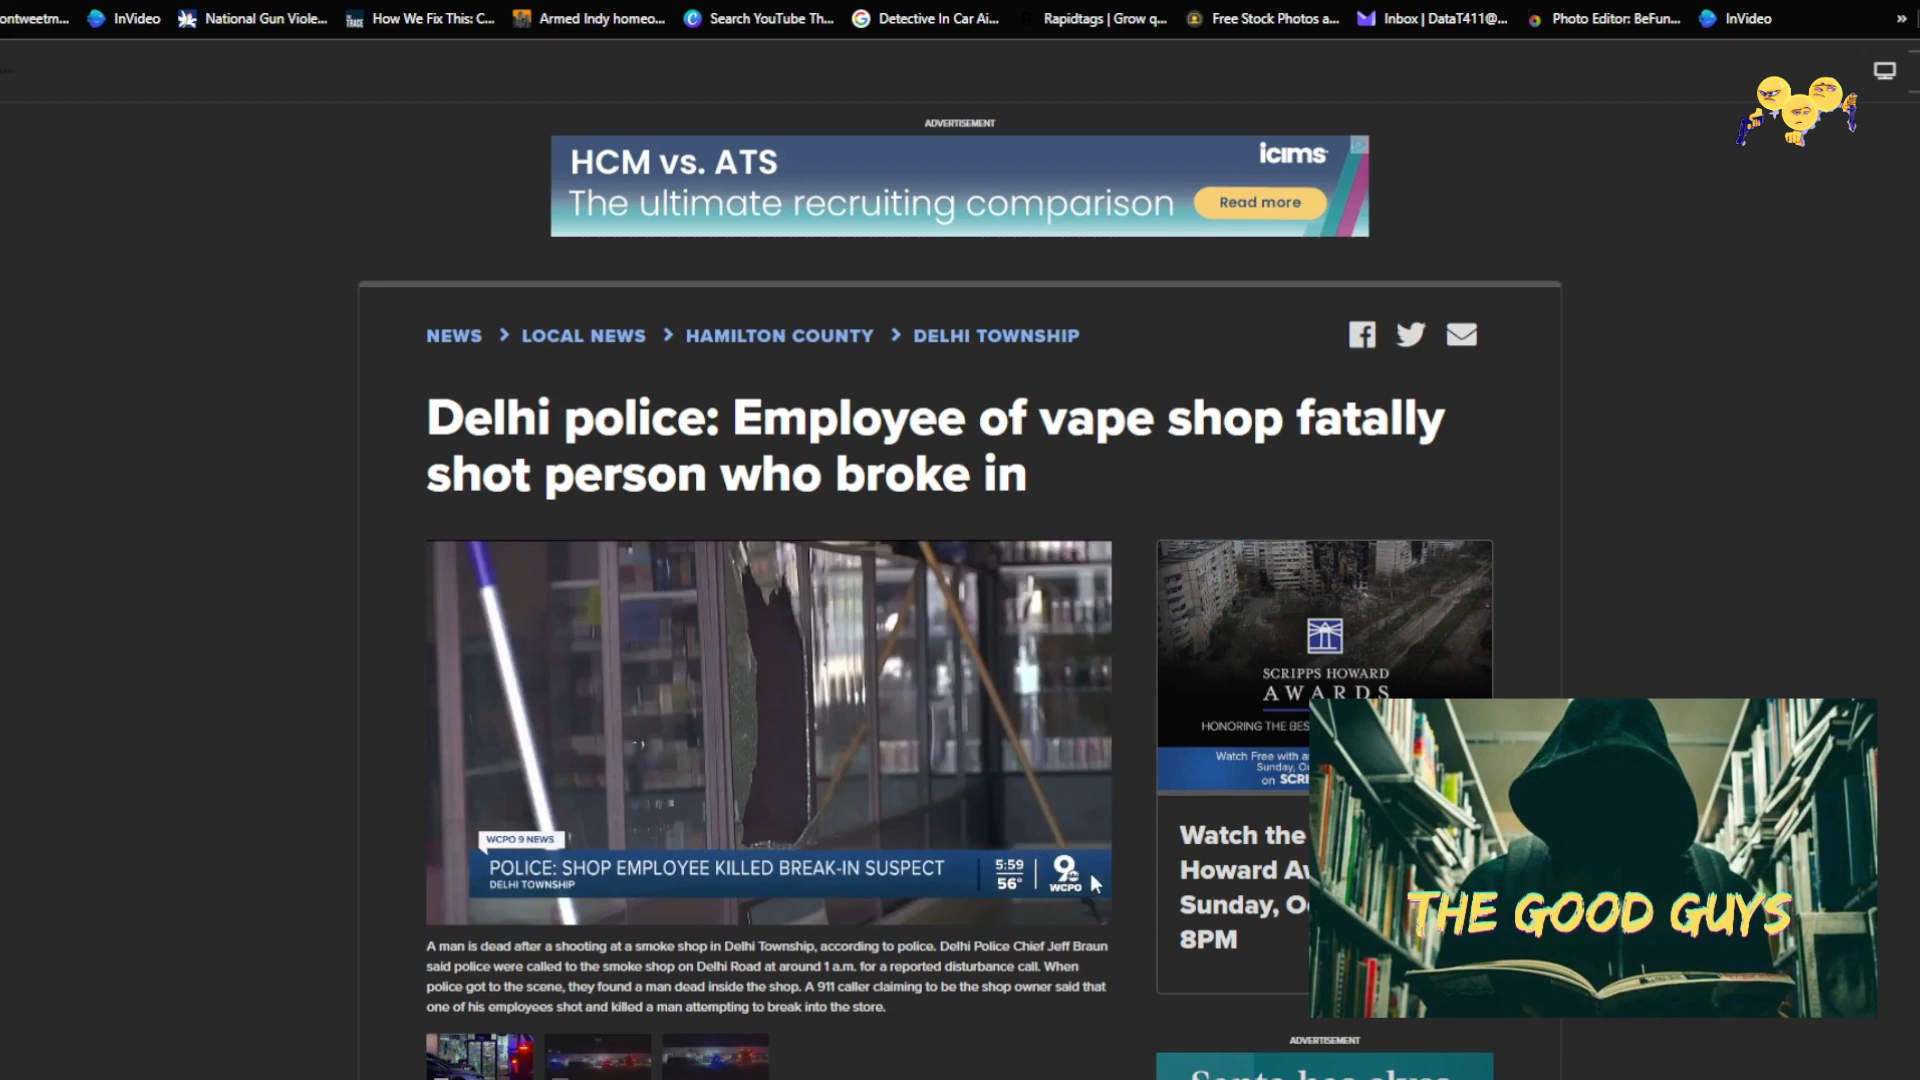 ontweetm...
InVideo
National Gun Viole...
How We Fix This: C...
Armed Indy homeo...
Search YouTube Th...
Detective In Car Ai...
Rapidtags | Grow q...
Free Stock Photos a...
Inbox | DataT411@...
Photo Editor: BeFun...
InVideo
»
ADVERTISEMENT
HCM vs. ATS
icims
The ultimate recruiting comparison
Read more
NEWS > LOCAL NEWS > HAMILTON COUNTY > DELHI TOWNSHIP
Delhi police: Employee of vape shop fatally
shot person who broke in
WCPO 9 NEWS
POLICE: SHOP EMPLOYEE KILLED BREAK-IN SUSPECT
DELHI TOWNSHIP
5:59
56°
9
WCPO
A man is dead after a shooting at a smoke shop in Delhi Township, according to police. Delhi Police Chief Jeff Braun
said police were called to the smoke shop on Delhi Road at around 1 a.m. for a reported disturbance call. When
police got to the scene, they found a man dead inside the shop. A 911 caller claiming to be the shop owner said that
one of his employees shot and killed a man attempting to break into the store.
SCRIPPS HOWARD
AWARDS
HONORING THE BES
Watch Free with a
Sunday, O
on SCRI
Watch the
Howard A
Sunday, O
8PM
THE GOOD GUYS
ADVERTISEMENT